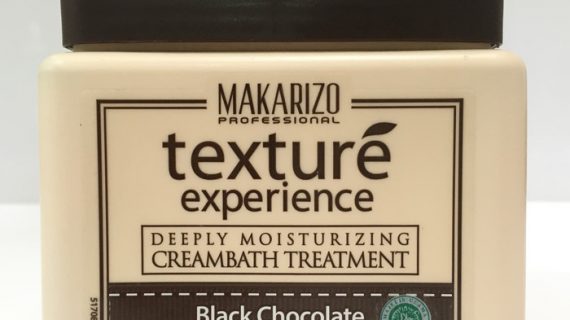 MAKARIZO
PROFESSIONAL
texturé
experience
DEEPLY MOISTURIZING
CREAMBATH TREATMENT
Black Chocolate